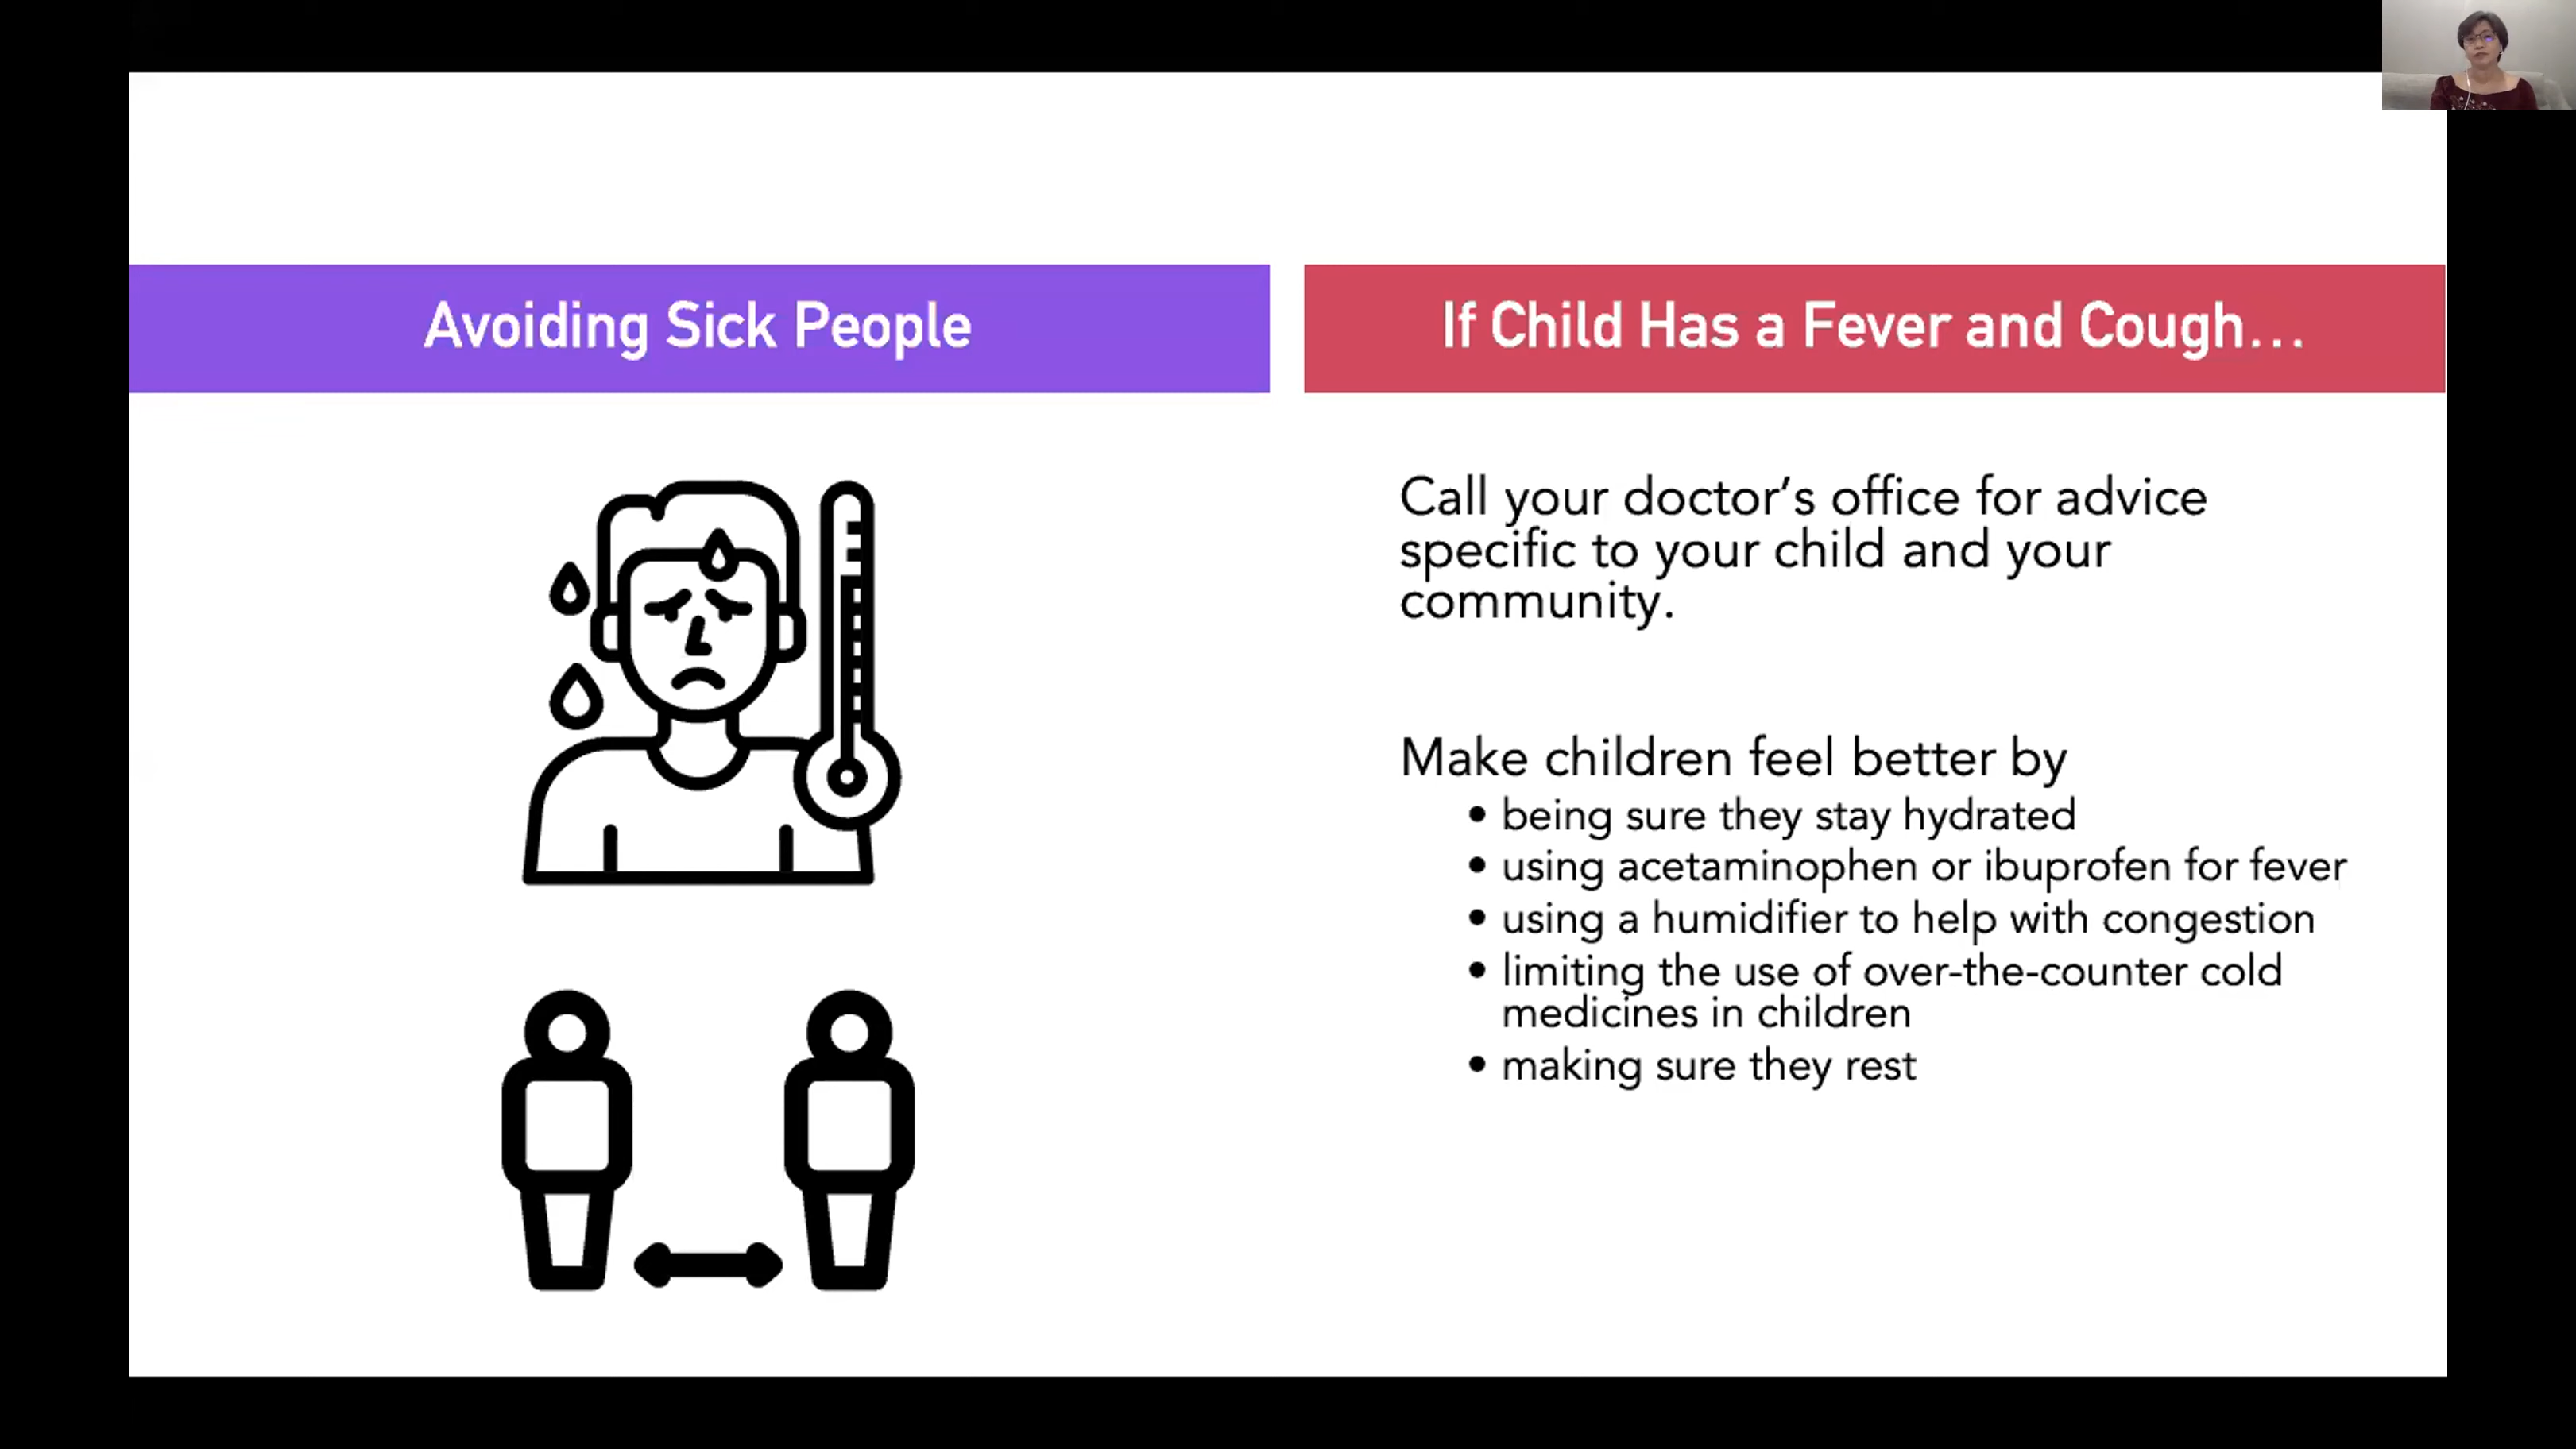 Avoiding Sick People
If Child Has a Fever and Cough…
Call your doctor’s office for advice
specific to your child and your
community.
Make children feel better by
• being sure they stay hydrated
• using acetaminophen or ibuprofen for fever
• using a humidifier to help with congestion
• limiting the use of over-the-counter cold
medicines in children
• making sure they rest